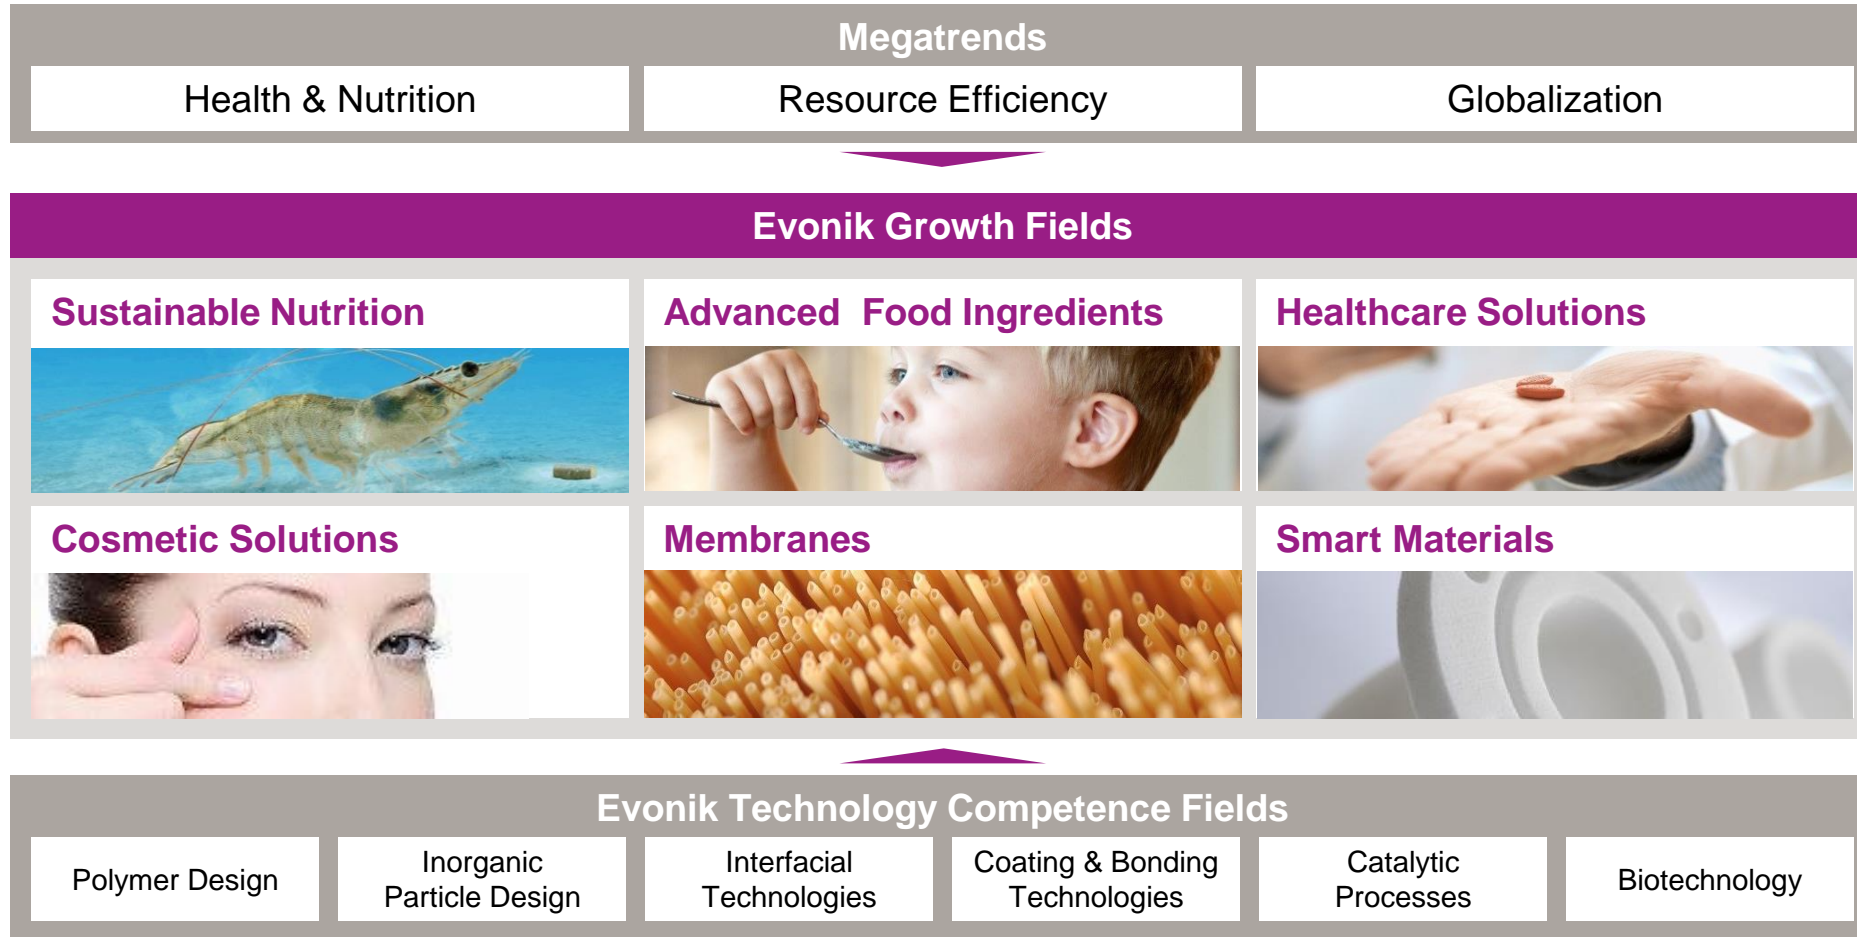 Megatrends
Health & Nutrition
Resource Efficiency
Globalization
Evonik Growth Fields
Sustainable Nutrition
Advanced  Food Ingredients
Healthcare Solutions
Cosmetic Solutions
Membranes
Smart Materials
Evonik Technology Competence Fields
Polymer Design
Inorganic
Particle Design
Interfacial
Technologies
Coating & Bonding
Technologies
Catalytic
Processes
Biotechnology